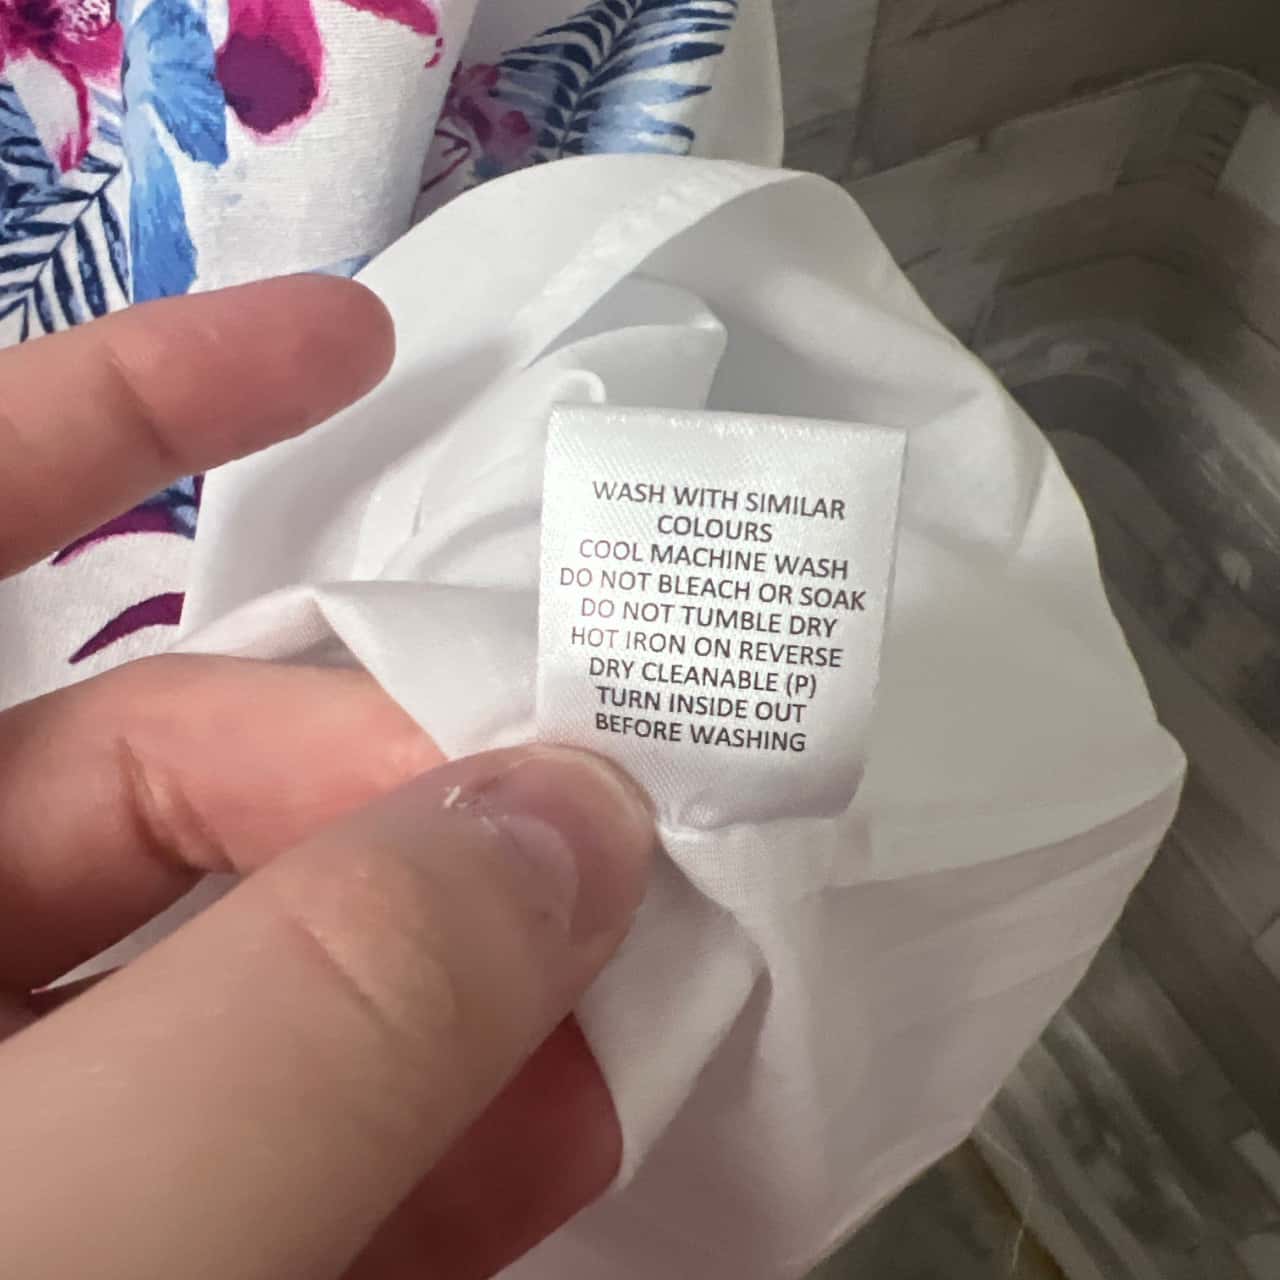 WASH WITH SIMILAR
COLOURS
COOL MACHINE WASH
DO NOT BLEACH OR SOAK
DO NOT TUMBLE DRY
HOT IRON ON REVERSE
DRY CLEANABLE (P)
TURN INSIDE OUT
BEFORE WASHING